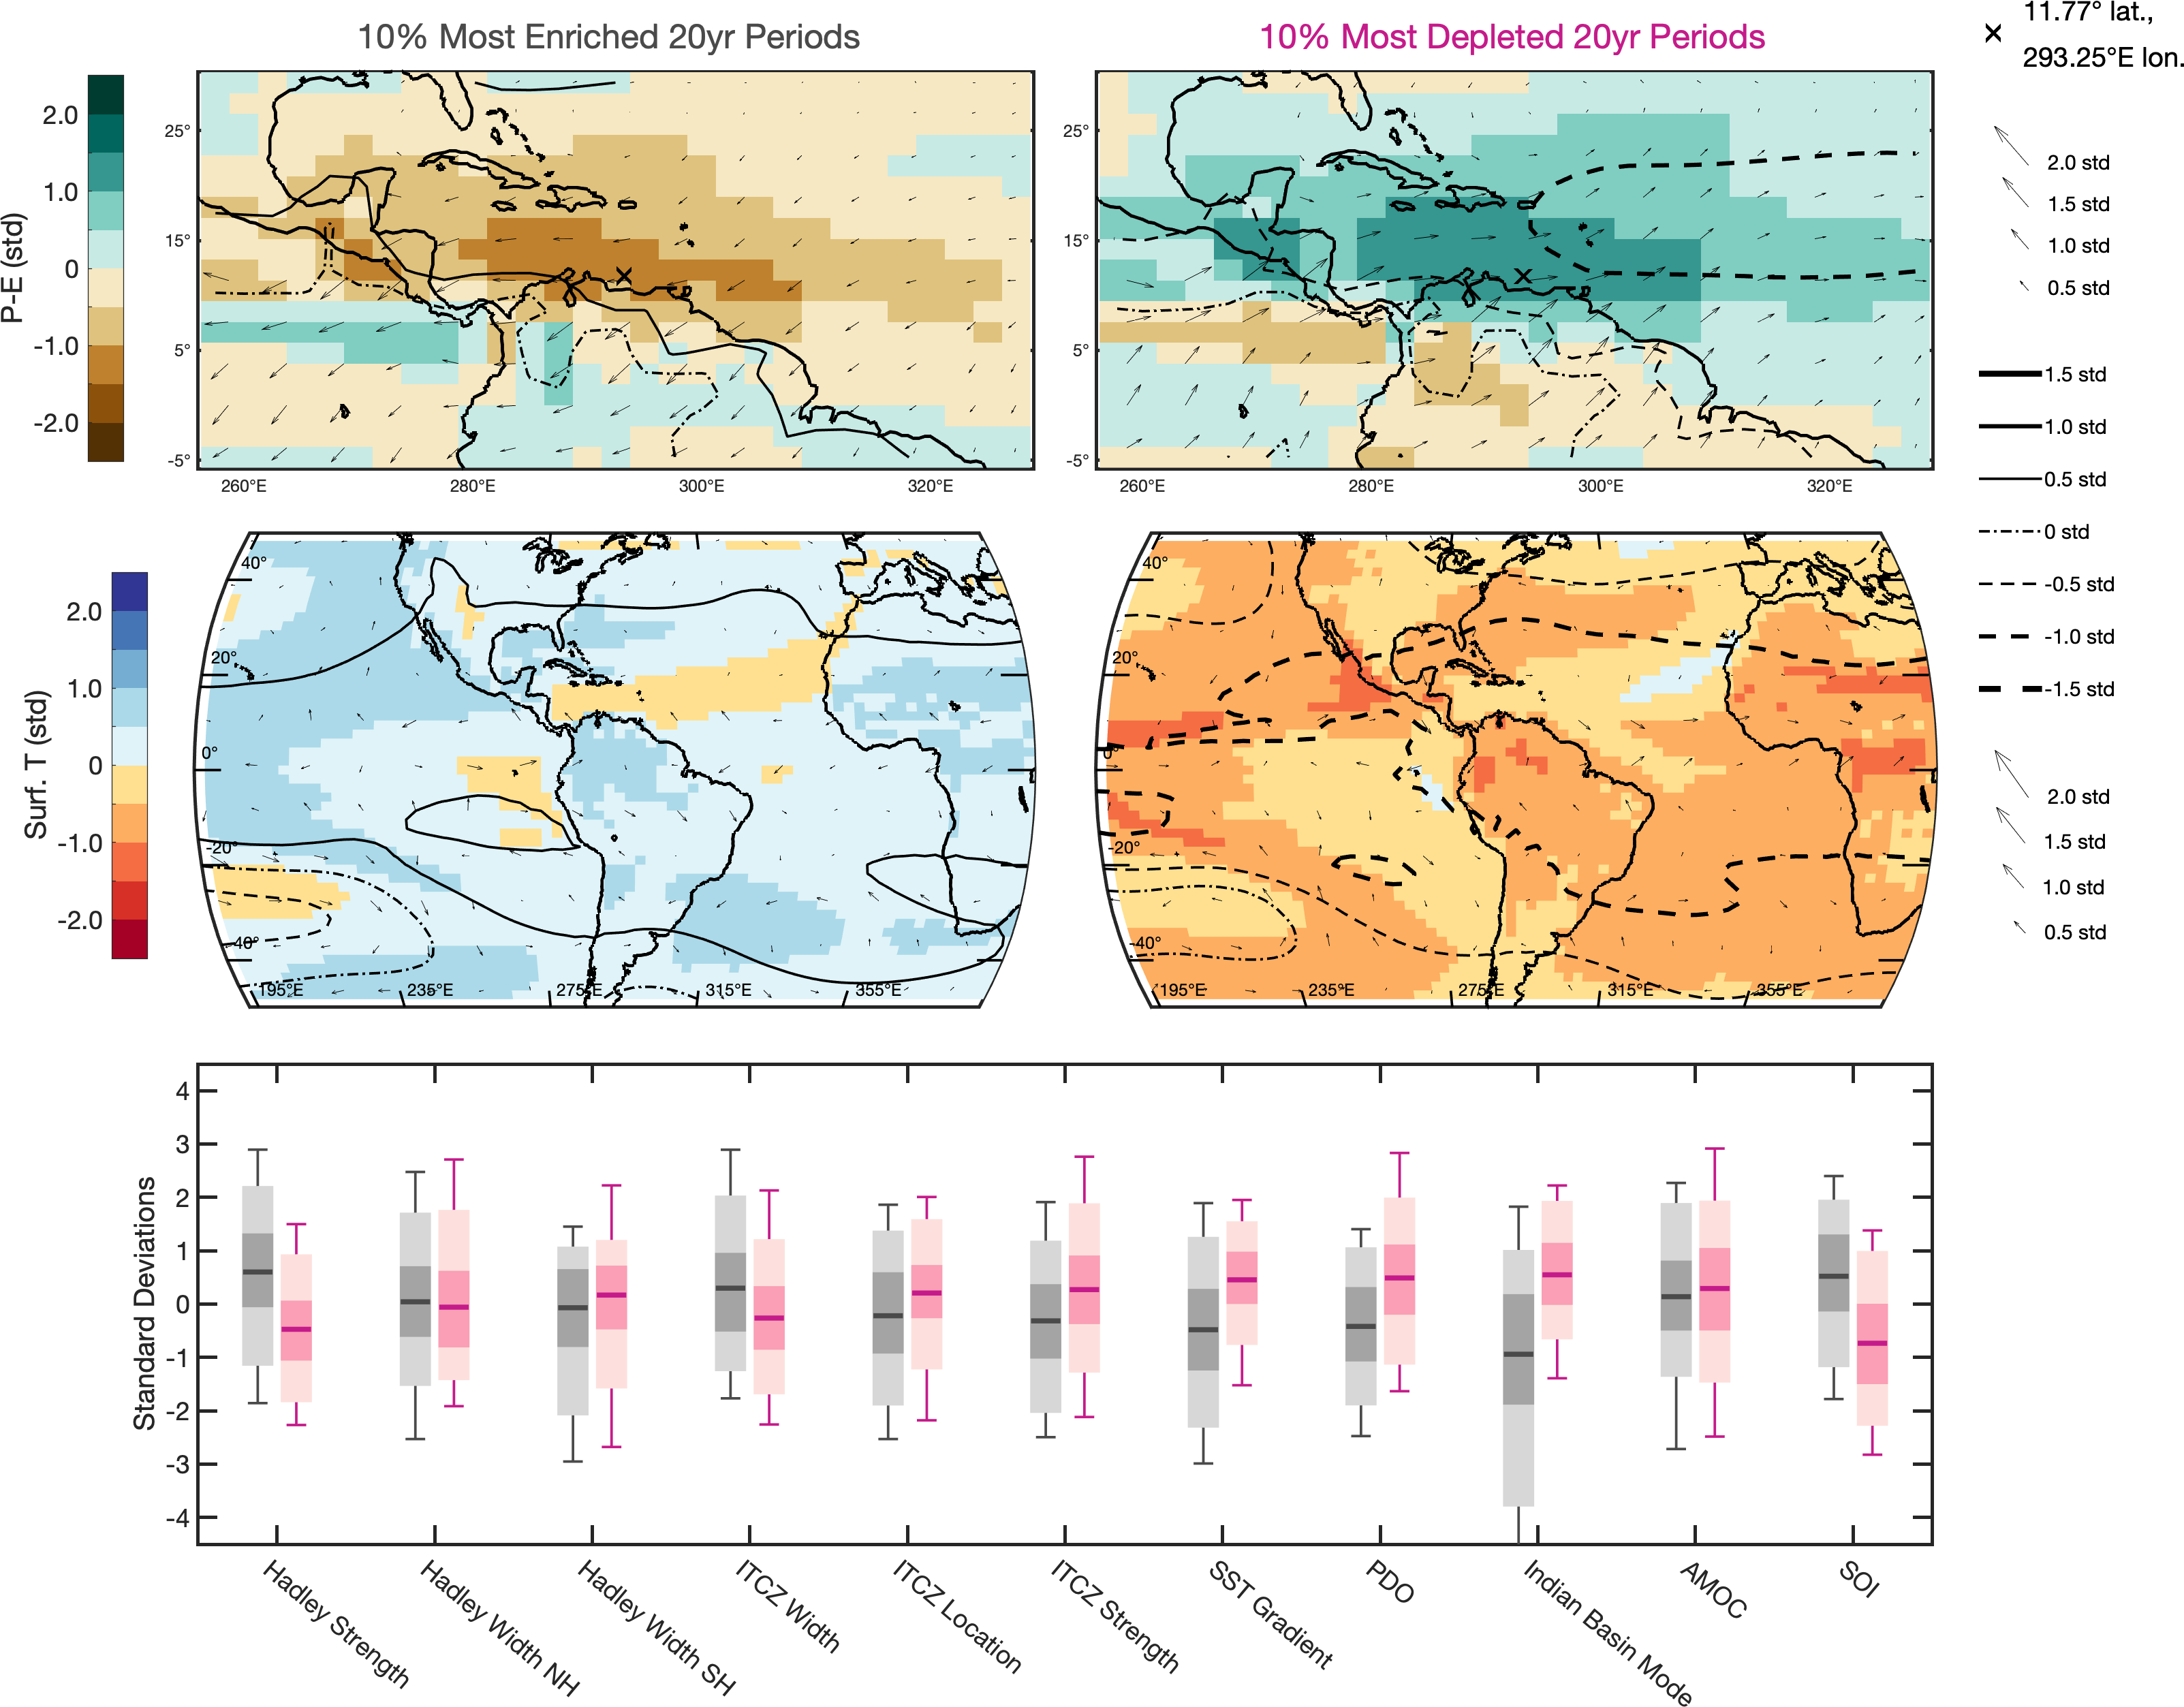 10% Most Enriched 20yr Periods
10% Most Depleted 20yr Periods
11.77° lat.,
293.25°E lon.
P-E (std)
2.0
1.0
0
-1.0
-2.0
25°
15°
5°
-5°
260°E 280°E 300°E 320°E
25°
15°
5°
-5°
260°E 280°E 300°E 320°E
2.0 std
1.5 std
1.0 std
0.5 std
1.5 std
1.0 std
0.5 std
0 std
-0.5 std
-1.0 std
-1.5 std
Surf. T (std)
2.0
1.0
0
-1.0
-2.0
40°
20°
0°
-20°
-40°
195°E 235°E 275°E 315°E 355°E
40°
20°
0°
-20°
-40°
195°E 235°E 275°E 315°E 355°E
2.0 std
1.5 std
1.0 std
0.5 std
Standard Deviations
4
3
2
1
0
-1
-2
-3
-4
Hadley Strength
Hadley Width NH
Hadley Width SH
ITCZ Width
ITCZ Location
ITCZ Strength
SST Gradient
PDO
Indian Basin Mode
AMOC
SOI